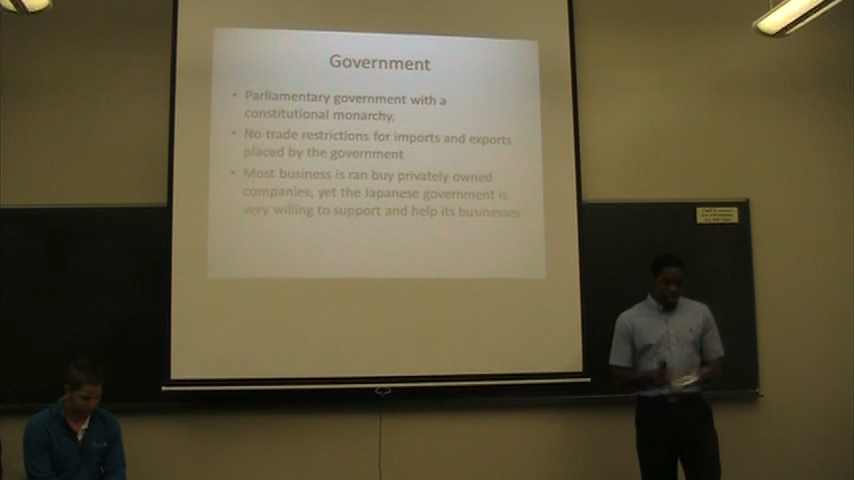 Government
• Parliamentary government with a
constitutional monarchy,
• No trade restrictions for imports and exports
placed by the government
• Most business is ran buy privately owned
companies, yet the Japanese government is
very willing to support and help its businesses